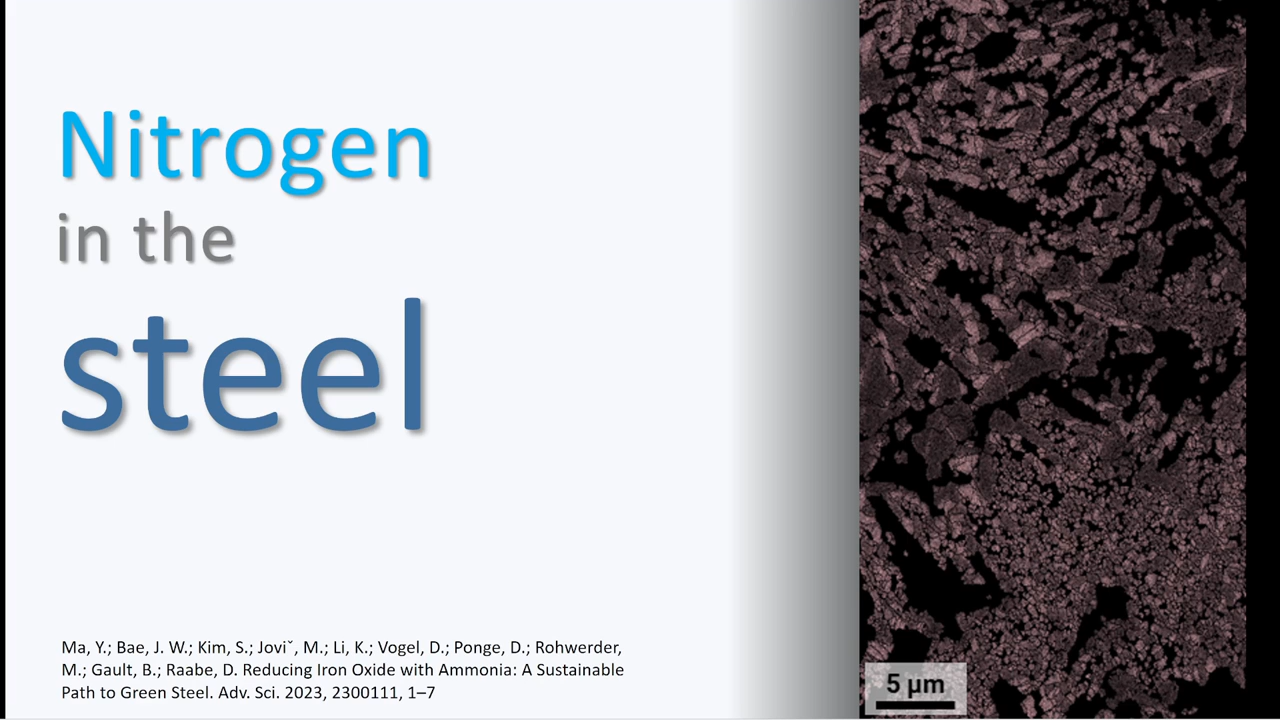 Nitrogen
in the
steel
Ma, Y.; Bae, J. W.; Kim, S.; Joviˇ, M.; Li, K.; Vogel, D.; Ponge, D.; Rohwerder,
M.; Gault, B.; Raabe, D. Reducing Iron Oxide with Ammonia: A Sustainable
Path to Green Steel. Adv. Sci. 2023, 2300111, 1–7
5 µm